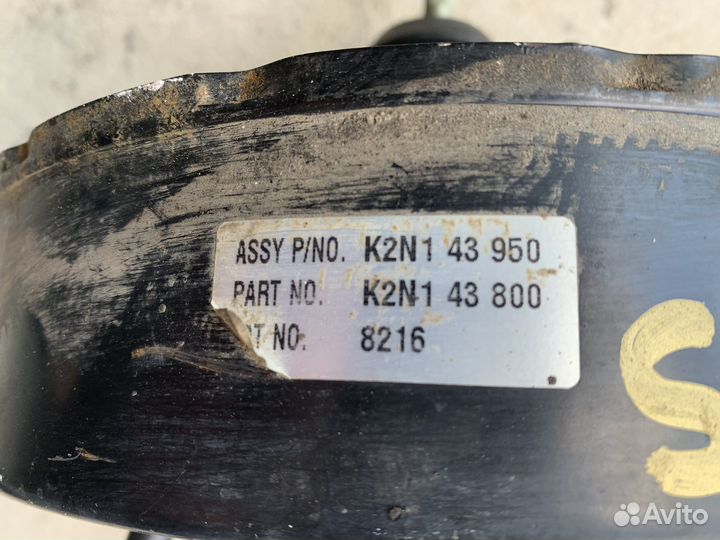 ASSY P/NO. K2N1 43 950
PART NO. K2N1 43 800
NO. 8216
S
Avito